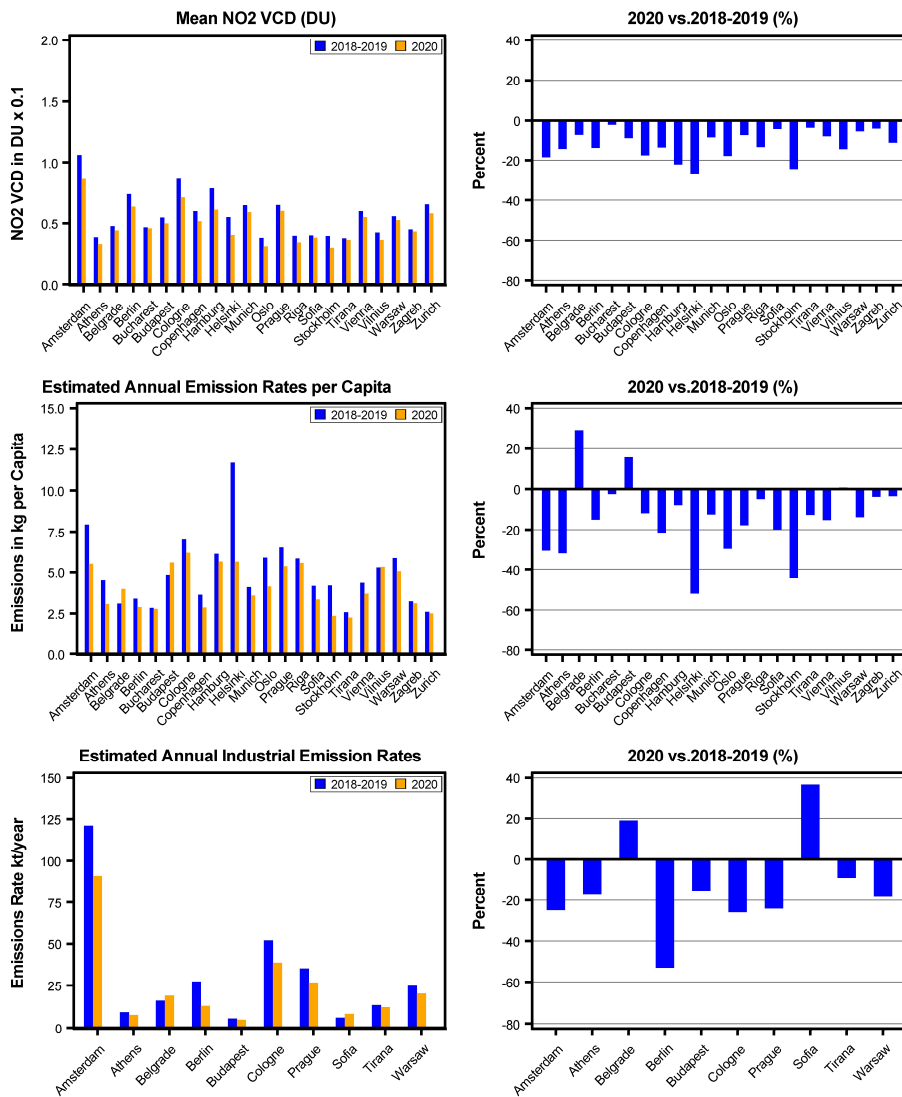 Mean NO2 VCD (DU)
2018-2019 2020
NO2 VCD in DU x 0.1
2.0
1.5
1.0
0.5
0.0
Amsterdam Athens Belgrade Berlin Bucharest Budapest Cologne Copenhagen Hamburg Helsinki Munich Oslo Prague Riga Sofia Stockholm Tirana Vienna Vilnius Warsaw Zagreb Zurich
2020 vs.2018-2019 (%)
Percent
40
20
0
-20
-40
-60
-80
Amsterdam Athens Belgrade Berlin Bucharest Budapest Cologne Copenhagen Hamburg Helsinki Munich Oslo Prague Riga Sofia Stockholm Tirana Vienna Vilnius Warsaw Zagreb Zurich
Estimated Annual Emission Rates per Capita
2018-2019 2020
Emissions in kg per Capita
15.0
12.5
10.0
7.5
5.0
2.5
0.0
Amsterdam Athens Belgrade Berlin Bucharest Budapest Cologne Copenhagen Hamburg Helsinki Munich Oslo Prague Riga Sofia Stockholm Tirana Vienna Vilnius Warsaw Zagreb Zurich
2020 vs.2018-2019 (%)
Percent
40
20
0
-20
-40
-60
-80
Amsterdam Athens Belgrade Berlin Bucharest Budapest Cologne Copenhagen Hamburg Helsinki Munich Oslo Prague Riga Sofia Stockholm Tirana Vienna Vilnius Warsaw Zagreb Zurich
Estimated Annual Industrial Emission Rates
2018-2019 2020
Emissions Rate kt/year
150
125
100
75
50
25
0
Amsterdam Athens Belgrade Berlin Budapest Cologne Prague Sofia Tirana Warsaw
2020 vs.2018-2019 (%)
Percent
40
20
0
-20
-40
-60
-80
Amsterdam Athens Belgrade Berlin Budapest Cologne Prague Sofia Tirana Warsaw